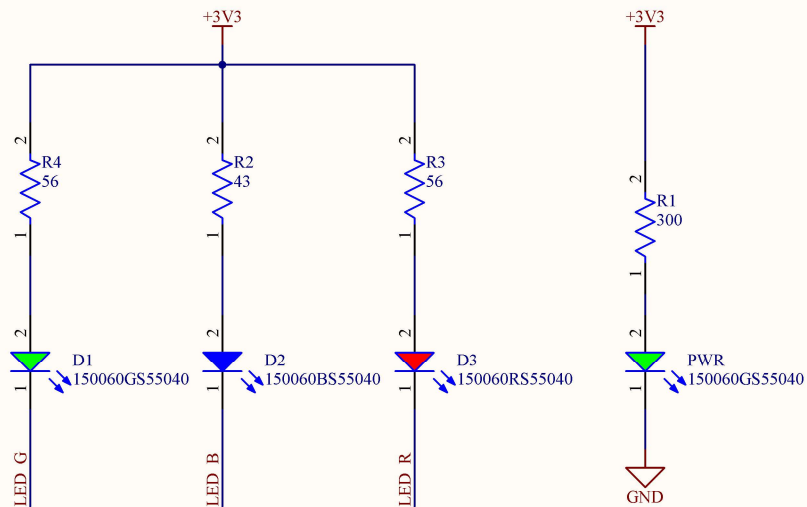 +3V3
+3V3
2
R4
56
1
2
R2
43
1
2
R3
56
1
2
R1
300
1
2
D1
150060GS55040
1
2
D2
150060BS55040
1
2
D3
150060RS55040
1
2
PWR
150060GS55040
1
LED G
LED B
LED R
GND